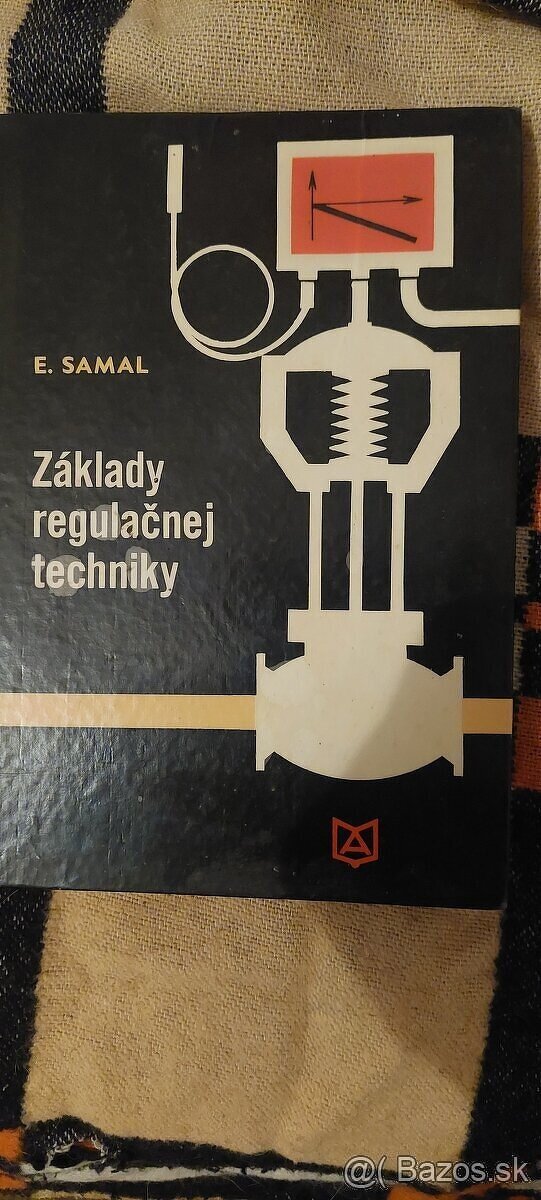 E. SAMAL
Základy
regulačnej
techniky
@( Bazos.sk